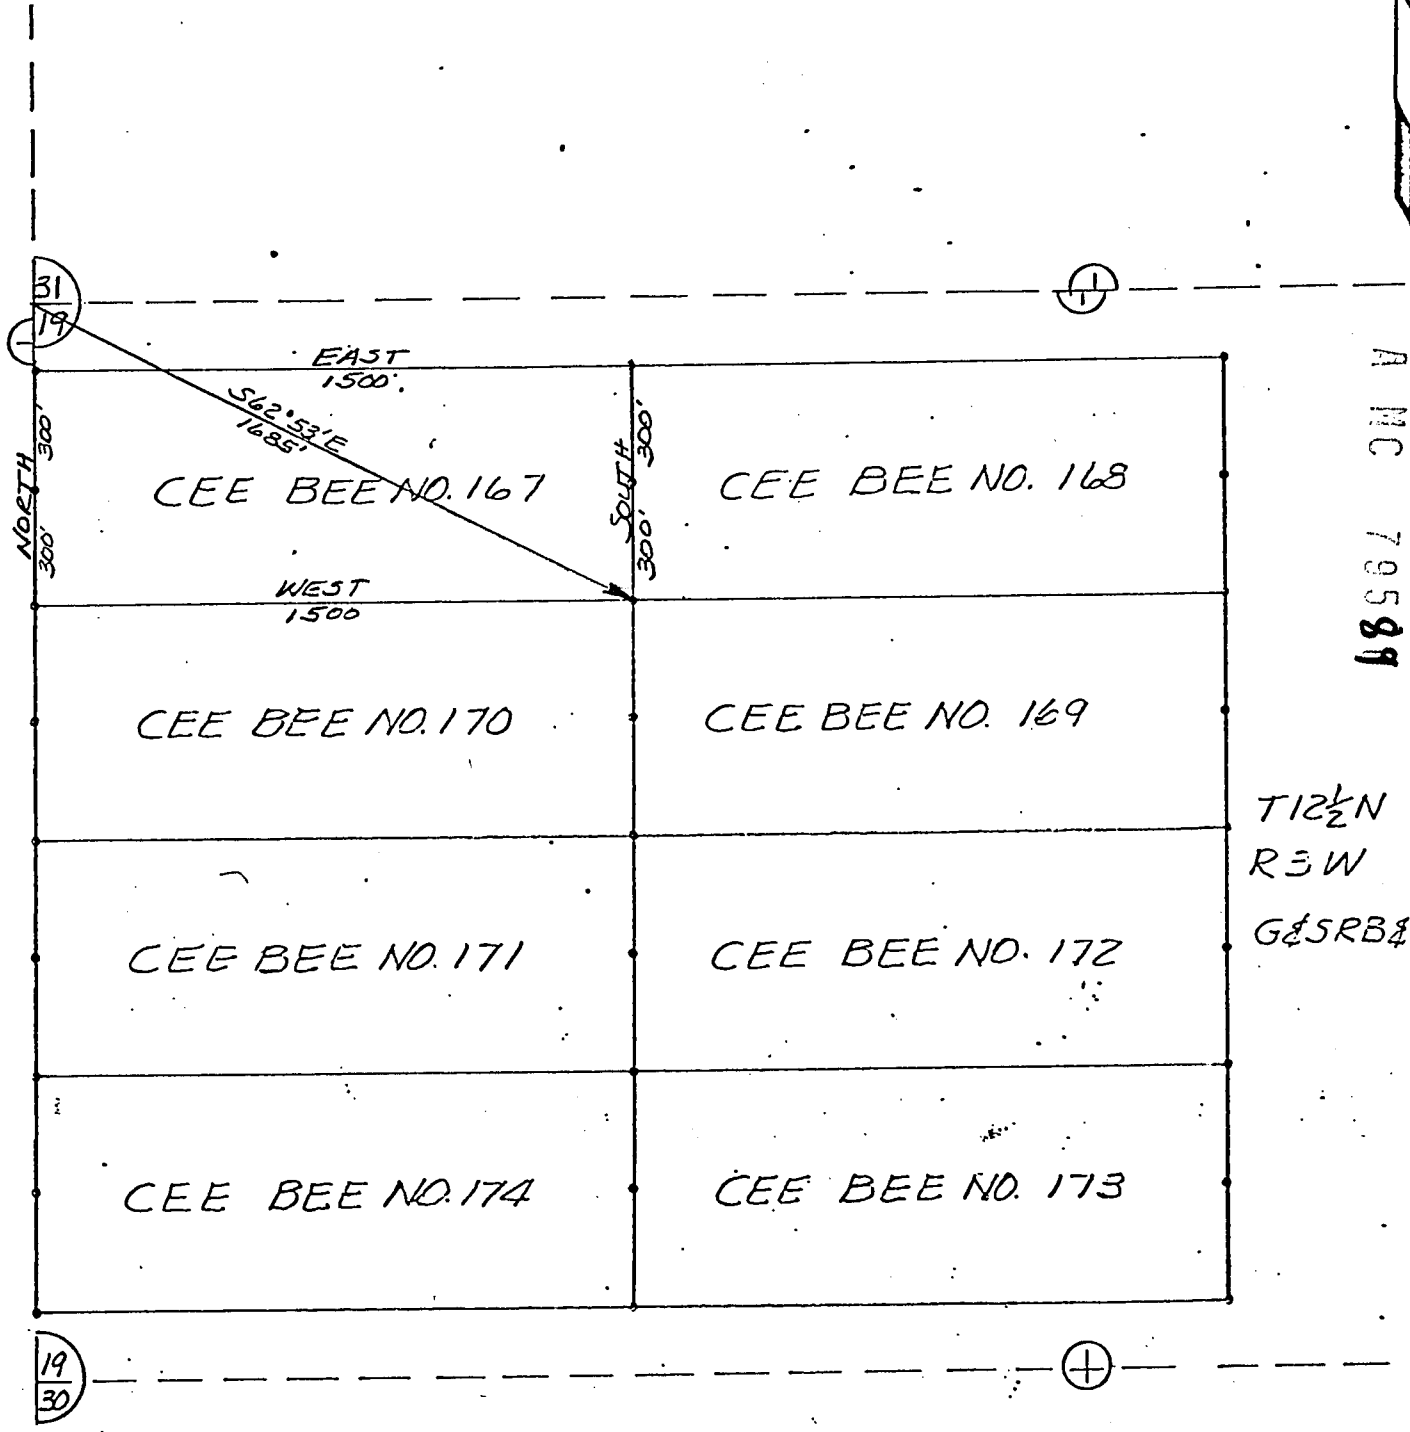 31
19
EAST
1500'
S62°53'E
1685'
NORTH
300'
300'
SOUTH
300'
300'
CEE BEE NO. 167
CEE BEE NO. 168
WEST
1500
CEE BEE NO. 170
CEE BEE NO. 169
CEE BEE NO. 171
CEE BEE NO. 172
CEE BEE NO. 174
CEE BEE NO. 173
T12½N
R3W
G&SRB&
A MC 79589
19
30